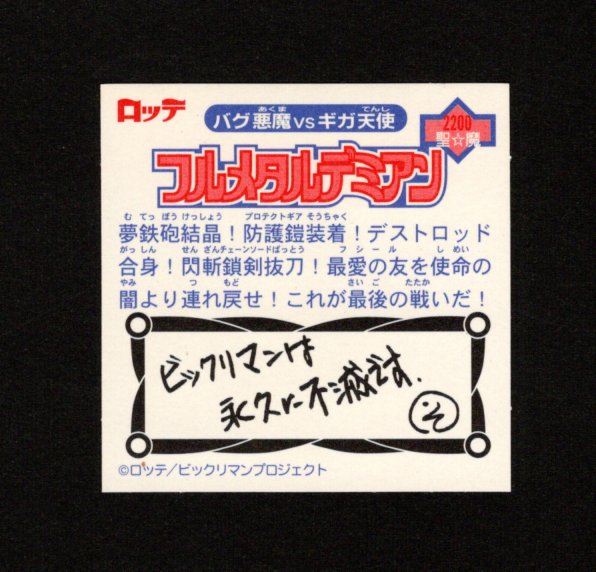 ロッテ
バグ悪魔VSギガ天使
あくま てんし
2200
聖☆魔
フルメタルデミアン
む てっ ぽう けっしょう プロテクトギア そうちゃく
夢鉄砲結晶！防護鎧装着！デストロッド
がっしん せん ざんチェーンソードばっとう フシール しめい
合身！閃斬鎖剣抜刀！最愛の友を使命の
やみ つ もど さいご たたか
闇より連れ戻せ！これが最後の戦いだ！
ビックリマンは
永久に不滅です.
そ
©ロッテ／ビックリマンプロジェクト